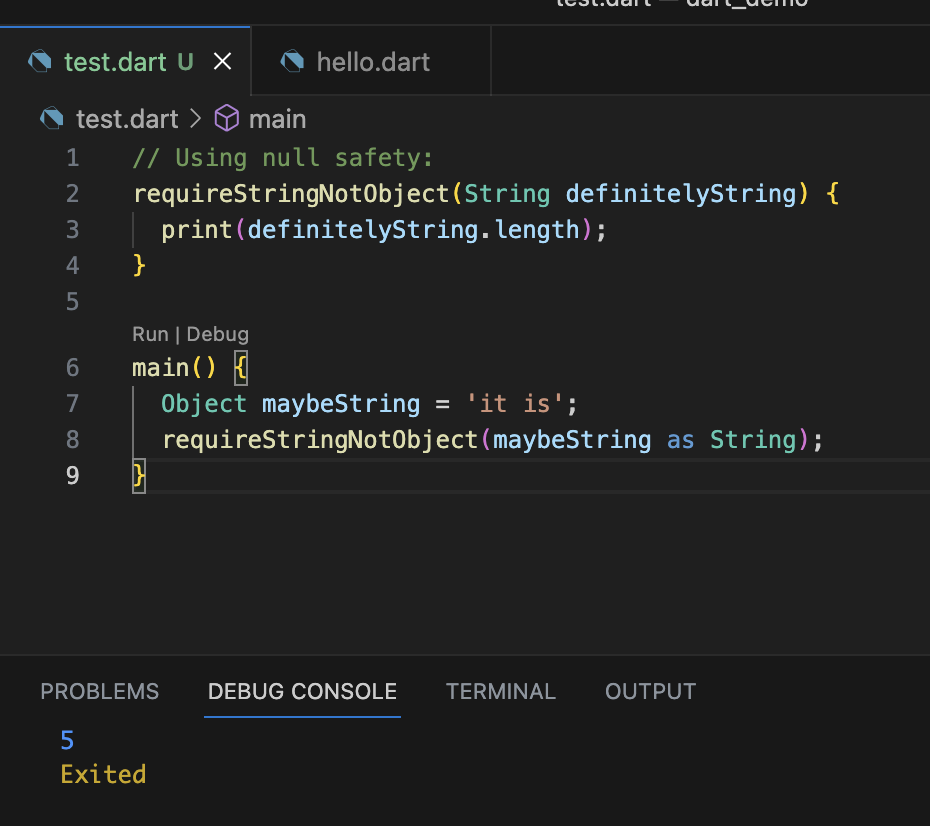 test.dart — dart_demo
test.dart U hello.dart
test.dart > main
1 // Using null safety:
2 requireStringNotObject(String definitelyString) {
3   print(definitelyString.length);
4 }
5
Run | Debug
6 main() {
7   Object maybeString = 'it is';
8   requireStringNotObject(maybeString as String);
9 }
PROBLEMS DEBUG CONSOLE TERMINAL OUTPUT
5
Exited